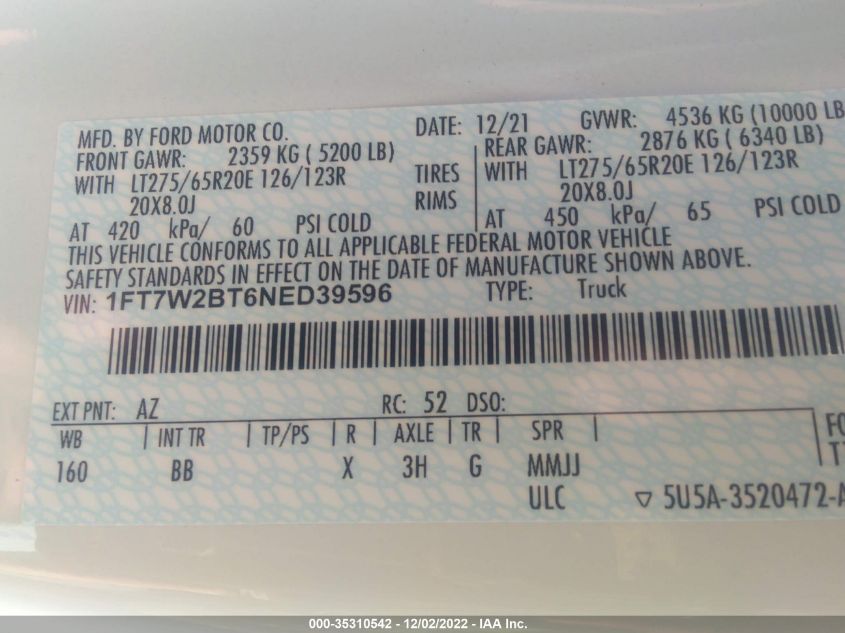 MFD. BY FORD MOTOR CO. DATE: 12/21 GVWR: 4536 KG (10000 LB
FRONT GAWR: 2359 KG ( 5200 LB) REAR GAWR: 2876 KG ( 6340 LB)
WITH LT275/65R20E 126/123R TIRES WITH LT275/65R20E 126/123R
20X8.0J RIMS 20X8.0J
AT 420 kPa/ 60 PSI COLD AT 450 kPa/ 65 PSI COLD
THIS VEHICLE CONFORMS TO ALL APPLICABLE FEDERAL MOTOR VEHICLE
SAFETY STANDARDS IN EFFECT ON THE DATE OF MANUFACTURE SHOWN ABOVE.
VIN: 1FT7W2BT6NED39596 TYPE: Truck
EXT PNT: AZ RC: 52 DSO:
WB | INT TR | TP/PS | R | AXLE | TR | SPR |
160 BB X 3H G MMJJ
ULC ▽ 5U5A-3520472-A
000-35310542 - 12/02/2022 - IAA Inc.